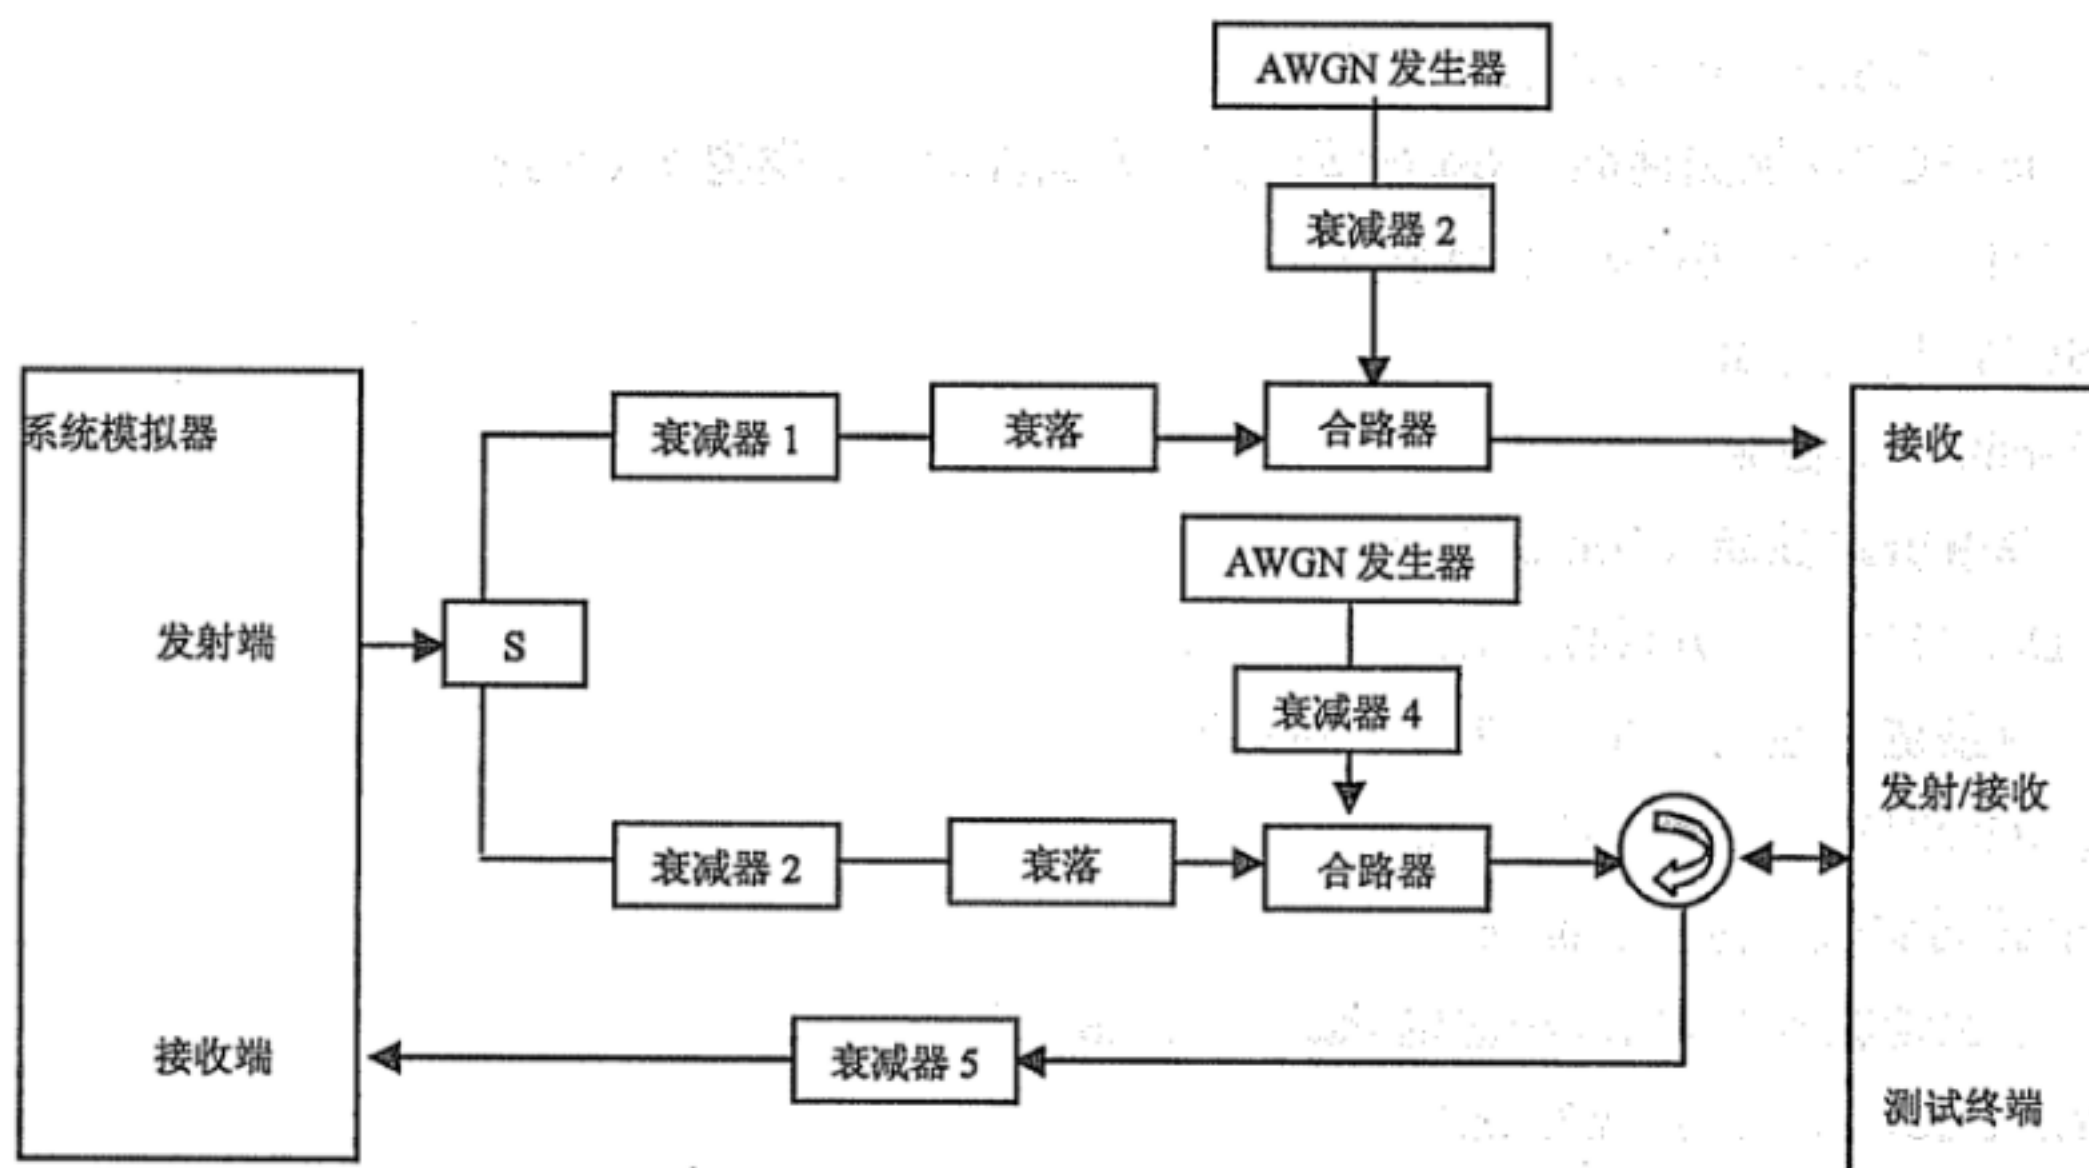 AWGN 发生器
衰减器 2
系统模拟器
衰减器 1
衰落
合路器
接收
AWGN 发生器
发射端
S
衰减器 4
发射/接收
衰减器 2
衰落
合路器
接收端
衰减器 5
测试终端